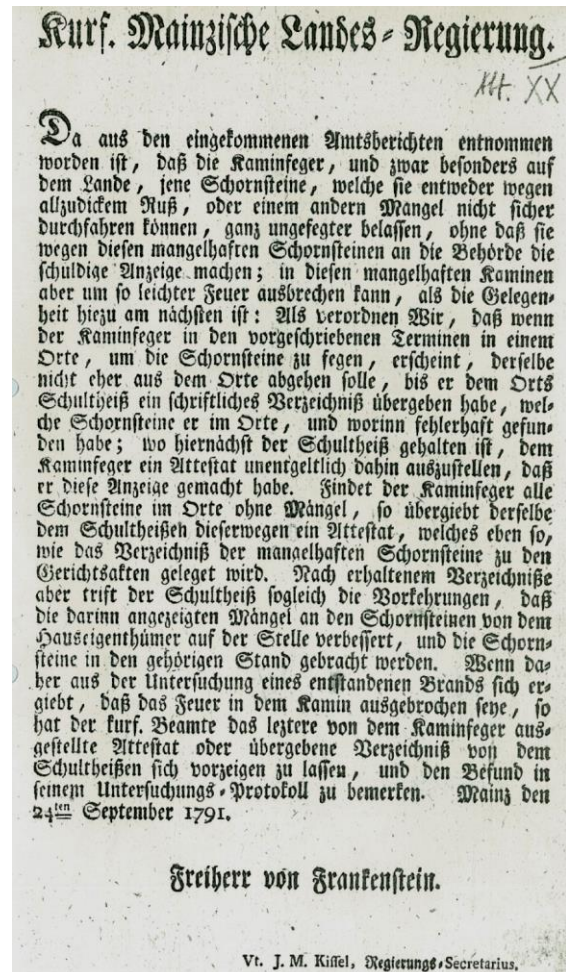 Kurf. Mainzische Landes-Regierung.
XX
Da aus den eingekommenen Amtsberichten entnommen
worden ist, daß die Kaminfeger, und zwar besonders auf
dem Lande, jene Schornsteine, welche sie entweder wegen
allzudickem Ruß, oder einem andern Mangel nicht sicher
durchfahren können, ganz ungefegter belassen, ohne daß sie
wegen diesen mangelhaften Schornsteinen an die Behörde die
schuldige Anzeige machen; in diesen mangelhaften Kaminen
aber um so leichter Feuer ausbrechen kann, als die Gelegen-
heit hiezu am nächsten ist: Als verordnen Wir, daß wenn
der Kaminfeger in den vorgeschriebenen Terminen in einem
Orte, um die Schornsteine zu fegen, erscheint, derselbe
nicht eher aus dem Orte abgehen solle, bis er dem Orts
Schultheiß ein schriftliches Verzeichniß übergeben habe, wel-
che Schornsteine er im Orte, und worinn fehlerhaft gefun-
den habe; wo hiernächst der Schultheiß gehalten ist, dem
Kaminfeger ein Attestat unentgeltlich dahin auszustellen, daß
er diese Anzeige gemacht habe. Findet der Kaminfeger alle
Schornsteine im Orte ohne Mängel, so übergiebt derselbe
dem Schultheißen dieserwegen ein Attestat, welches eben so,
wie das Verzeichniß der mangelhaften Schornsteine zu den
Gerichtsakten geleget wird. Nach erhaltenem Verzeichniße
aber trift der Schultheiß sogleich die Vorkehrungen, daß
die darinn angezeigten Mängel an den Schornsteinen von dem
Hauseigenthümer auf der Stelle verbessert, und die Schorn-
steine in den gehörigen Stand gebracht werden. Wenn da-
her aus der Untersuchung eines entstandenen Brands sich er-
giebt, daß das Feuer in dem Kamin ausgebrochen seye, so
hat der kurf. Beamte das leztere von dem Kaminfeger aus-
gestellte Attestat oder übergebene Verzeichniß von dem
Schultheißen sich vorzeigen zu lassen, und den Befund in
seinem Untersuchungs-Protokoll zu bemerken. Mainz den
24ten September 1791.
Freiherr von Frankenstein.
Vt. J. M. Kissel, Regierungs-Secretarius.